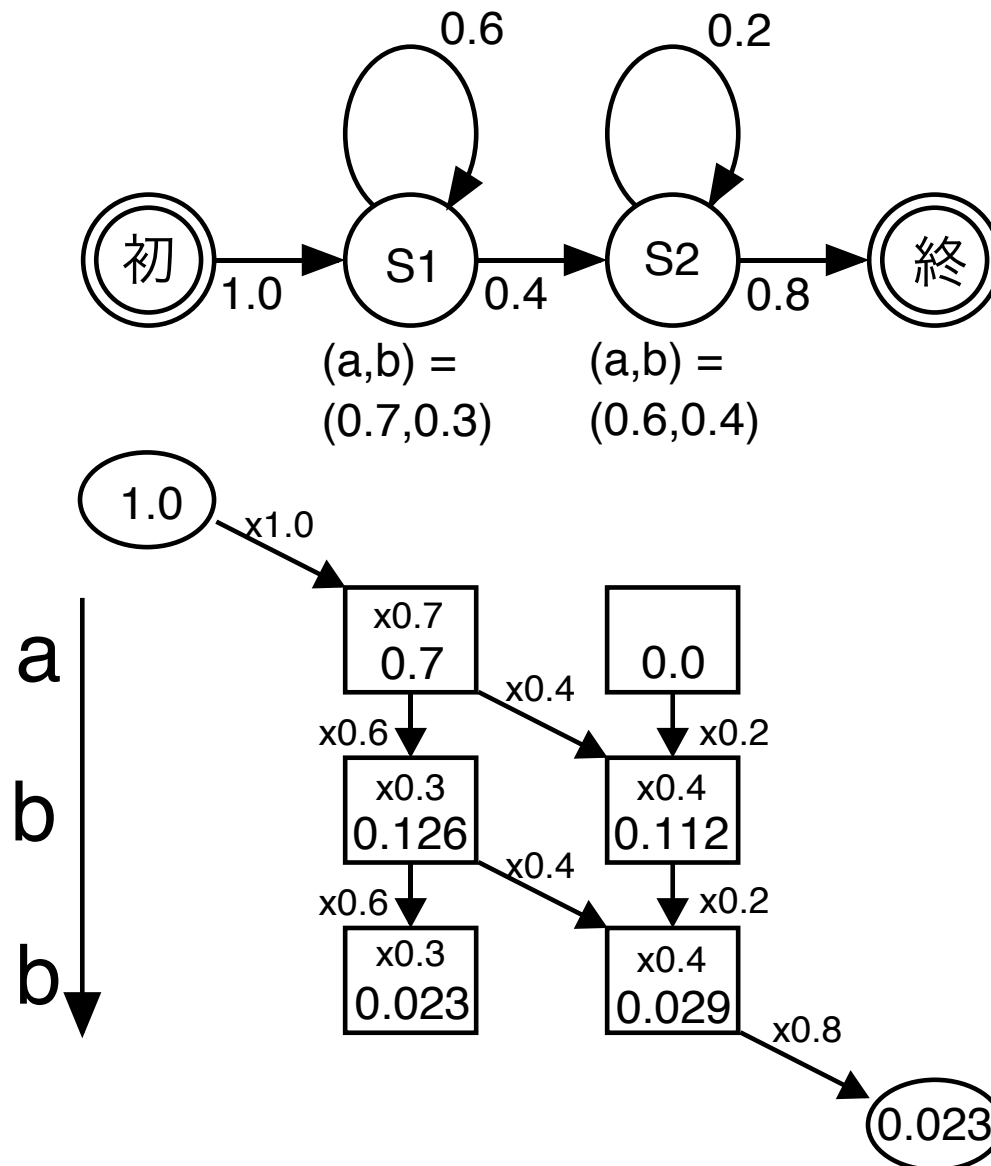 0.6
0.2
初
S1
S2
終
1.0
0.4
0.8
(a,b) =
(0.7,0.3)
(a,b) =
(0.6,0.4)
1.0
x1.0
a
x0.7
0.7
0.0
x0.4
x0.6
x0.2
b
x0.3
0.126
x0.4
0.112
x0.4
x0.6
x0.2
b
x0.3
0.023
x0.4
0.029
x0.8
0.023